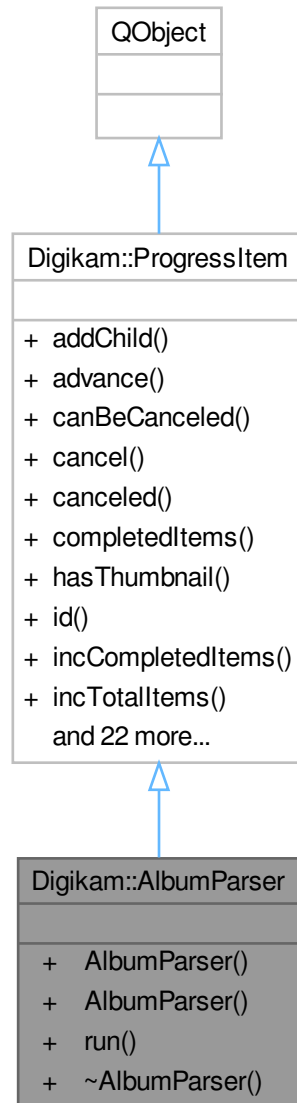 QObject
Digikam::ProgressItem
+ addChild()
+ advance()
+ canBeCanceled()
+ cancel()
+ canceled()
+ completedItems()
+ hasThumbnail()
+ id()
+ incCompletedItems()
+ incTotalItems()
and 22 more...
Digikam::AlbumParser
+ AlbumParser()
+ AlbumParser()
+ run()
+ ~AlbumParser()